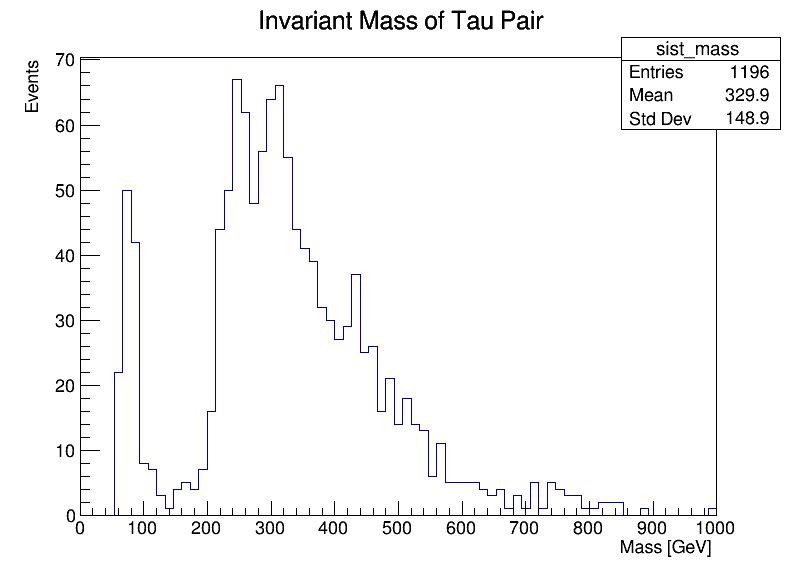 Invariant Mass of Tau Pair
sist_mass
Entries 1196
Mean 329.9
Std Dev 148.9
Events
70
60
50
40
30
20
10
0
0 100 200 300 400 500 600 700 800 900 1000
Mass [GeV]